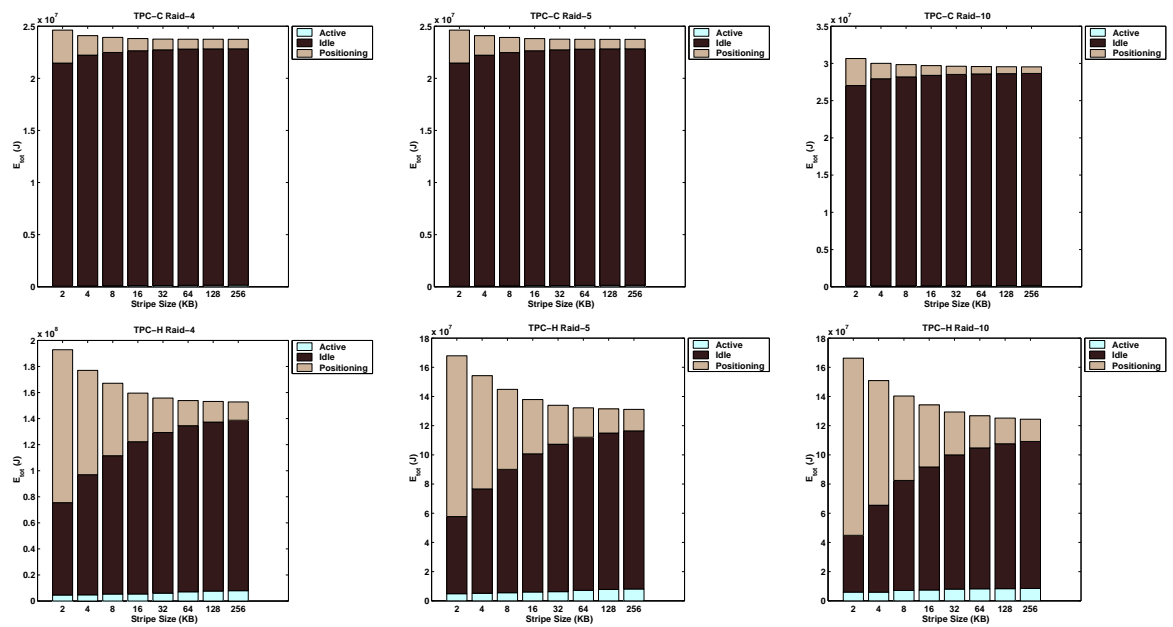 TPC-C Raid-4
x 10^7
2.5
2
1.5
1
0.5
0
E_tot (J)
2 4 8 16 32 64 128 256
Stripe Size (KB)
Active
Idle
Positioning
TPC-C Raid-5
x 10^7
2.5
2
1.5
1
0.5
0
E_tot (J)
2 4 8 16 32 64 128 256
Stripe Size (KB)
Active
Idle
Positioning
TPC-C Raid-10
x 10^7
3.5
3
2.5
2
1.5
1
0.5
0
E_tot (J)
2 4 8 16 32 64 128 256
Stripe Size (KB)
Active
Idle
Positioning
TPC-H Raid-4
x 10^8
2
1.8
1.6
1.4
1.2
1
0.8
0.6
0.4
0.2
0
E_tot (J)
2 4 8 16 32 64 128 256
Stripe Size (KB)
Active
Idle
Positioning
TPC-H Raid-5
x 10^7
18
16
14
12
10
8
6
4
2
0
E_tot (J)
2 4 8 16 32 64 128 256
Stripe Size (KB)
Active
Idle
Positioning
TPC-H Raid-10
x 10^7
18
16
14
12
10
8
6
4
2
0
E_tot (J)
2 4 8 16 32 64 128 256
Stripe Size (KB)
Active
Idle
Positioning